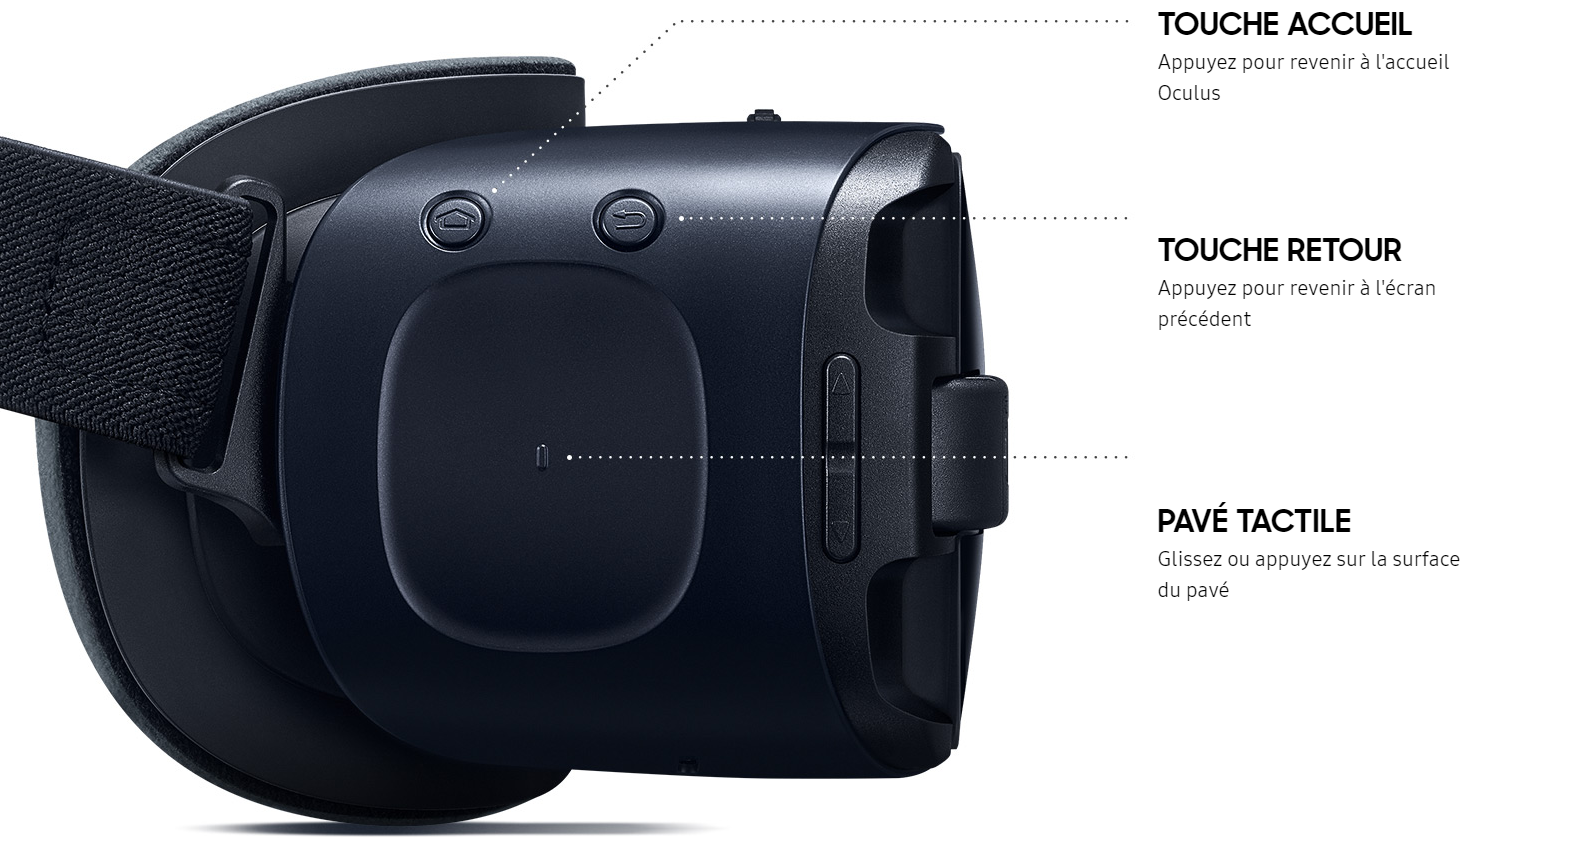 TOUCHE ACCUEIL
Appuyez pour revenir à l'accueil
Oculus
TOUCHE RETOUR
Appuyez pour revenir à l'écran
précédent
PAVÉ TACTILE
Glissez ou appuyez sur la surface
du pavé